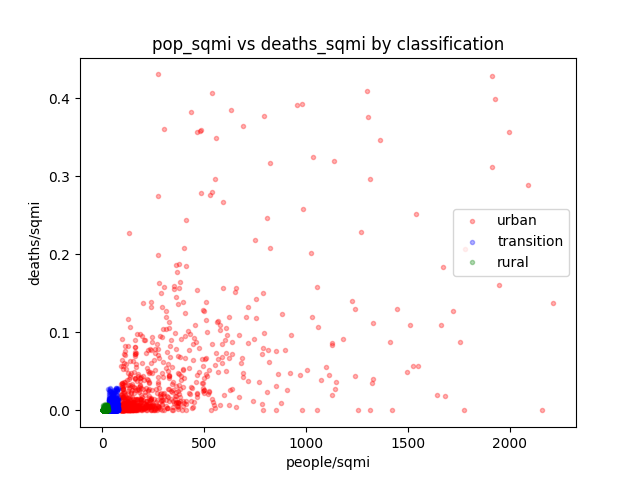 pop_sqmi vs deaths_sqmi by classification
deaths/sqmi
0.4
0.3
0.2
0.1
0.0
urban
transition
rural
0
500
1000
1500
2000
people/sqmi